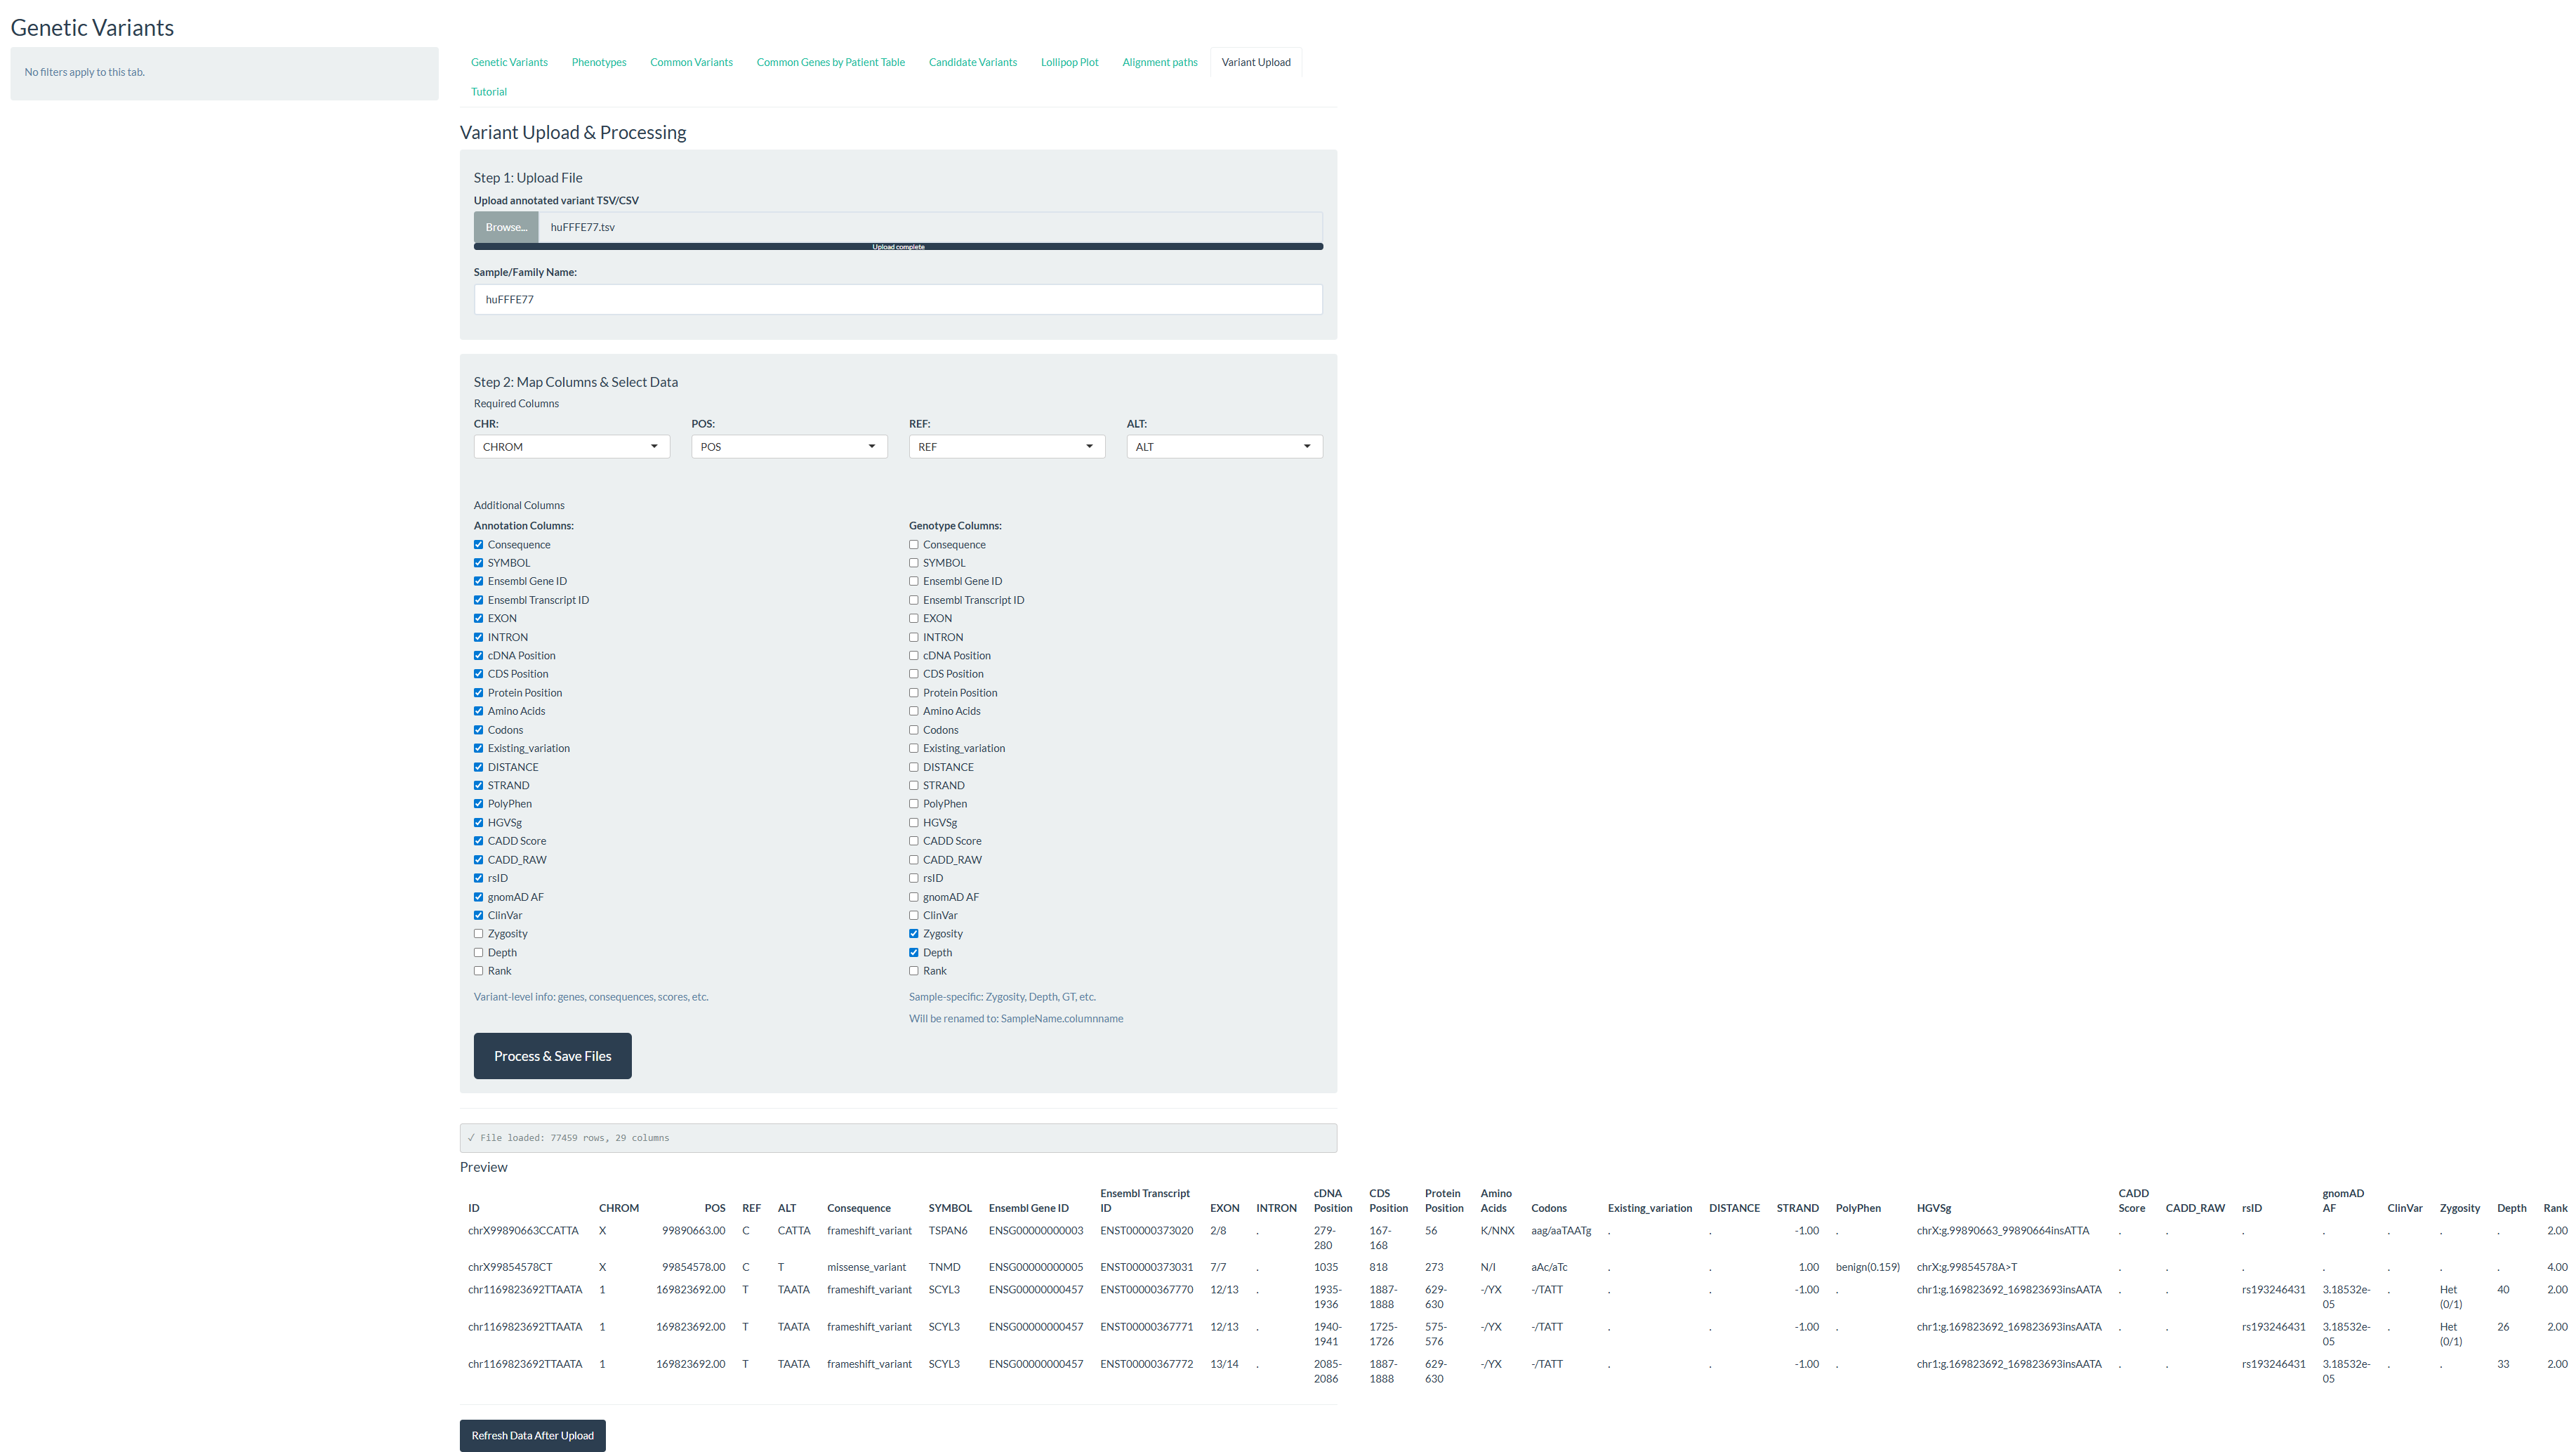 Genetic Variants
No filters apply to this tab.
Genetic Variants Phenotypes Common Variants Common Genes by Patient Table Candidate Variants Lollipop Plot Alignment paths Variant Upload
Tutorial
Variant Upload & Processing
Step 1: Upload File
Upload annotated variant TSV/CSV
Browse... huFFFE77.tsv
Upload complete
Sample/Family Name:
huFFFE77
Step 2: Map Columns & Select Data
Required Columns
CHR: POS: REF: ALT:
CHROM POS REF ALT
Additional Columns
Annotation Columns: Genotype Columns:
Consequence Consequence
SYMBOL SYMBOL
Ensembl Gene ID Ensembl Gene ID
Ensembl Transcript ID Ensembl Transcript ID
EXON EXON
INTRON INTRON
cDNA Position cDNA Position
CDS Position CDS Position
Protein Position Protein Position
Amino Acids Amino Acids
Codons Codons
Existing_variation Existing_variation
DISTANCE DISTANCE
STRAND STRAND
PolyPhen PolyPhen
HGVSg HGVSg
CADD Score CADD Score
CADD_RAW CADD_RAW
rsID rsID
gnomAD AF gnomAD AF
ClinVar ClinVar
Zygosity Zygosity
Depth Depth
Rank Rank
Variant-level info: genes, consequences, scores, etc. Sample-specific: Zygosity, Depth, GT, etc.
Will be renamed to: SampleName.columnname
Process & Save Files
✓ File loaded: 77459 rows, 29 columns
Preview
Ensembl Transcript cDNA CDS Protein Amino CADD gnomAD
ID CHROM POS REF ALT Consequence SYMBOL Ensembl Gene ID ID EXON INTRON Position Position Position Acids Codons Existing_variation DISTANCE STRAND PolyPhen HGVSg Score CADD_RAW rsID AF ClinVar Zygosity Depth Rank
chrX99890663CCATTA X 99890663.00 C CATTA frameshift_variant TSPAN6 ENSG00000000003 ENST00000373020 2/8 . 279- 167- 56 K/NNX aag/aaTAATg . . -1.00 . chrX:g.99890663_99890664insATTA . . . . . . . 2.00
280 168
chrX99854578CT X 99854578.00 C T missense_variant TNMD ENSG00000000005 ENST00000373031 7/7 . 1035 818 273 N/I aAc/aTc . . 1.00 benign(0.159) chrX:g.99854578A>T . . . . . . . 4.00
chr1169823692TTAATA 1 169823692.00 T TAATA frameshift_variant SCYL3 ENSG00000000457 ENST00000367770 12/13 . 1935- 1887- 629- -/YX -/TATT . . -1.00 . chr1:g.169823692_169823693insAATA . . rs193246431 3.18532e- . Het 40 2.00
1936 1888 630 05 (0/1)
chr1169823692TTAATA 1 169823692.00 T TAATA frameshift_variant SCYL3 ENSG00000000457 ENST00000367771 12/13 . 1940- 1725- 575- -/YX -/TATT . . -1.00 . chr1:g.169823692_169823693insAATA . . rs193246431 3.18532e- . Het 26 2.00
1941 1726 576 05 (0/1)
chr1169823692TTAATA 1 169823692.00 T TAATA frameshift_variant SCYL3 ENSG00000000457 ENST00000367772 13/14 . 2085- 1887- 629- -/YX -/TATT . . -1.00 . chr1:g.169823692_169823693insAATA . . rs193246431 3.18532e- . . 33 2.00
2086 1888 630 05
Refresh Data After Upload